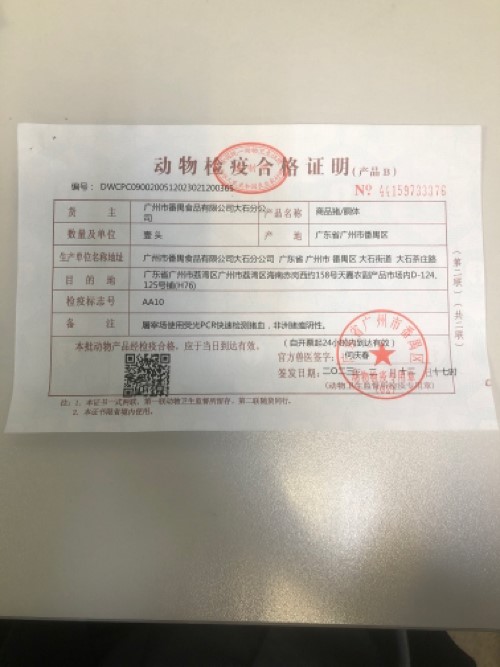 动物检疫合格证明(产品 B)
编号: DWCPC0900200512023021200365
№ 44159733376
货 主 广州市番禺食品有限公司大石分公司 产品名称 商品猪/胴体
数量及单位 壹头 产 地 广东省广州市番禺区
生产单位名称地址 广州市番禺食品有限公司大石分公司 广东省 广州市 番禺区 大石街道 大石茶庄路
目 的 地 广东省广州市荔湾区广州市荔湾区海南赤岗西约158号天嘉农副产品市场内D-124,
125号铺(H76)
检疫标志号 AA10
备 注 屠宰场使用荧光PCR快速检测猪血,非洲猪瘟阴性。
本批动物产品经检疫合格,应于当日到达有效。
(自开票起24小时内到达有效)
官方兽医签字: 何庆春
签发日期:
(动物卫生监督所检疫专用章)
注: 1. 本证书一式两联,第一联动物卫生监督所留存,第二联随货同行。
2. 本证书限省境内使用。
(第二联)(共二联)